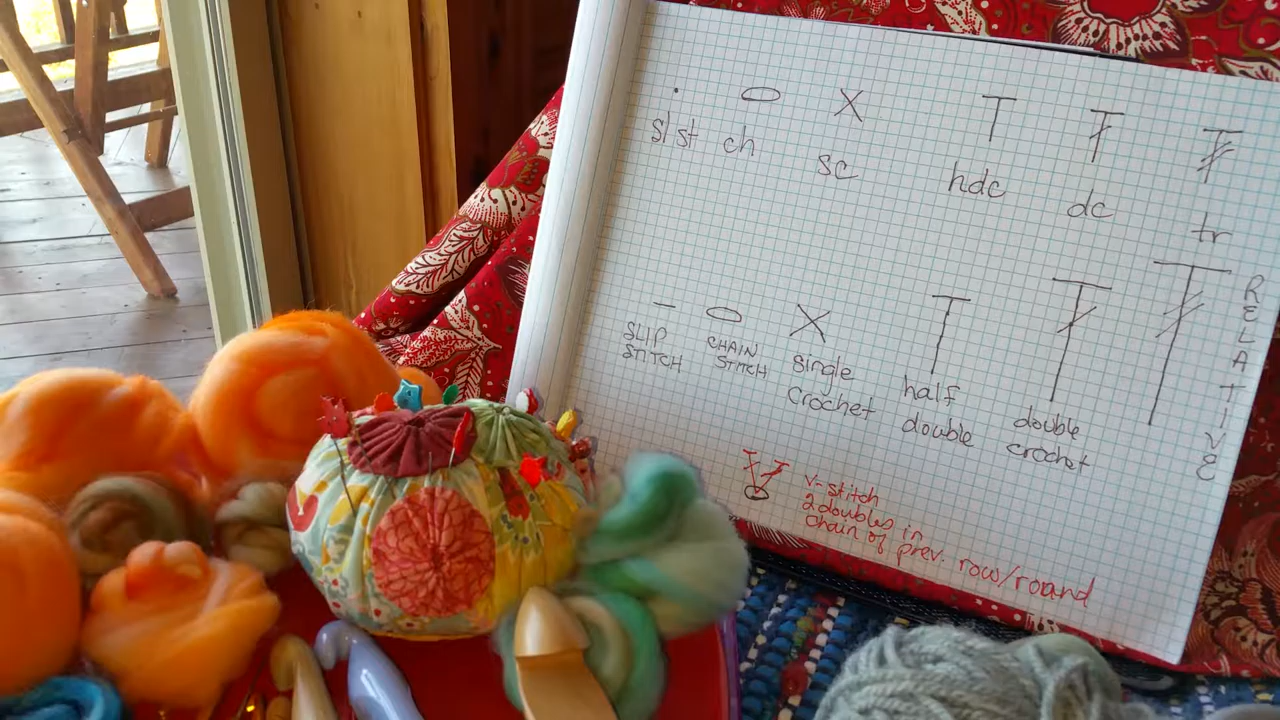 sl st ch sc hdc dc tr
SLIP STITCH
CHAIN STITCH
single crochet
half double
double crochet
RELATIVE
v-stitch
2 doubles in
chain of prev. row/roand